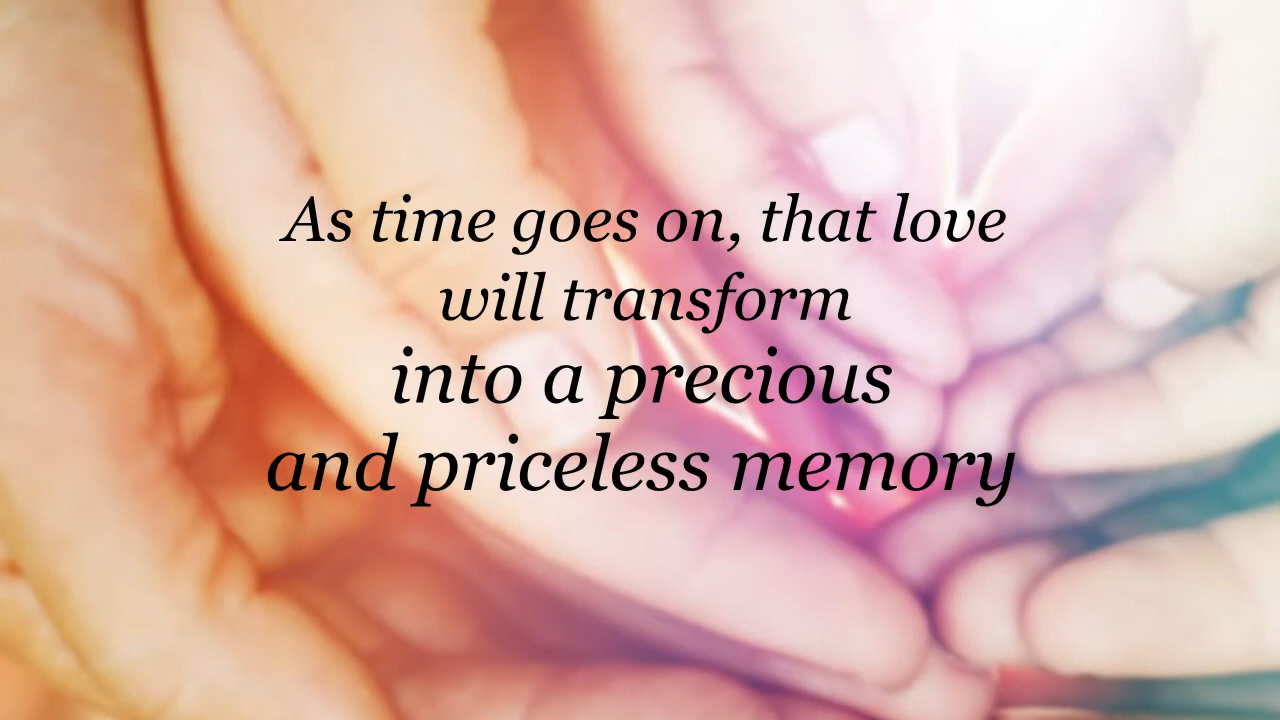 As time goes on, that love
will transform
into a precious
and priceless memory